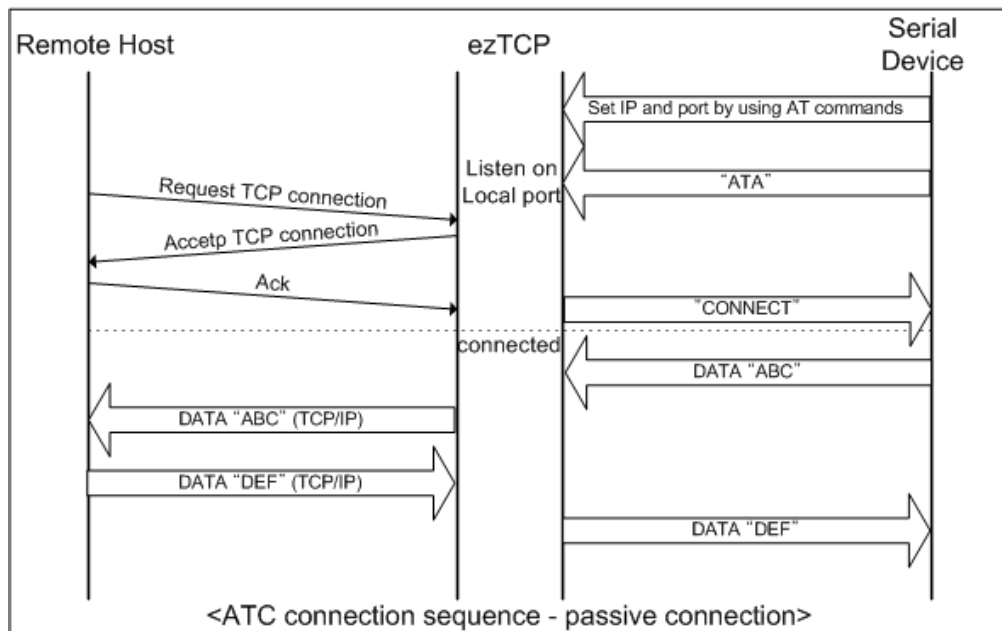 Remote Host
ezTCP
Serial
Device
Set IP and port by using AT commands
Listen on
Local port
"ATA"
Request TCP connection
Accetp TCP connection
Ack
"CONNECT"
connected
DATA "ABC"
DATA "ABC" (TCP/IP)
DATA "DEF" (TCP/IP)
DATA "DEF"
<ATC connection sequence - passive connection>